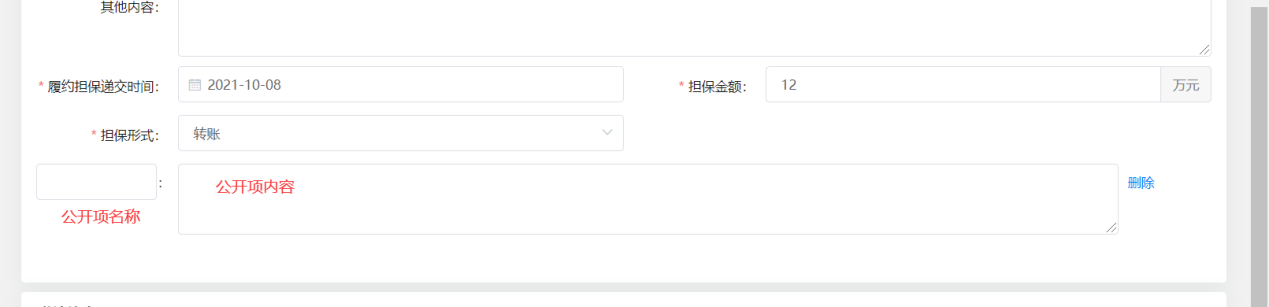 其他内容:
* 履约担保递交时间: 2021-10-08 * 担保金额: 12 万元
* 担保形式: 转账
: 公开项内容 删除
公开项名称